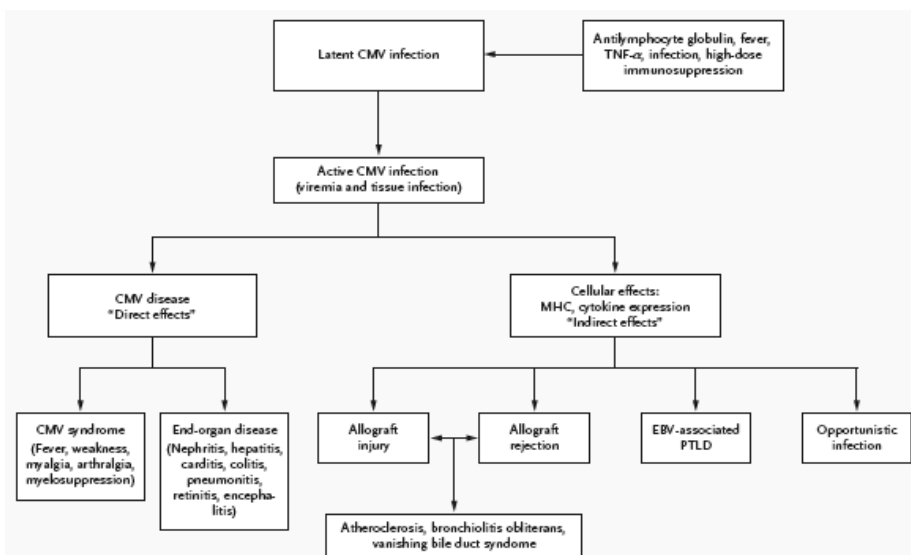 Latent CMV infection
Antilymphocyte globulin, fever,
TNF-α, infection, high-dose
immunosuppression
Active CMV infection
(viremia and tissue infection)
CMV disease
"Direct effects"
Cellular effects:
MHC, cytokine expression
"Indirect effects"
CMV syndrome
(Fever, weakness,
myalgia, arthralgia,
myelosuppression)
End-organ disease
(Nephritis, hepatitis,
carditis, colitis,
pneumonitis,
retinitis, encepha-
litis)
Allograft
injury
Allograft
rejection
EBV-associated
PTLD
Opportunistic
infection
Atheroclerosis, bronchiolitis obliterans,
vanishing bile duct syndome